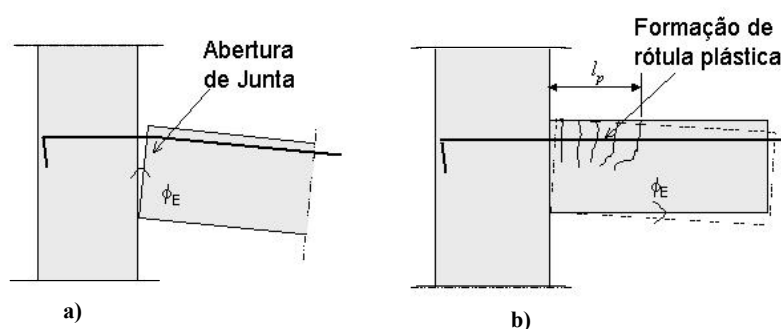 Abertura
de Junta
ϕE
a)
Formação de
rótula plástica
lp
ϕE
b)